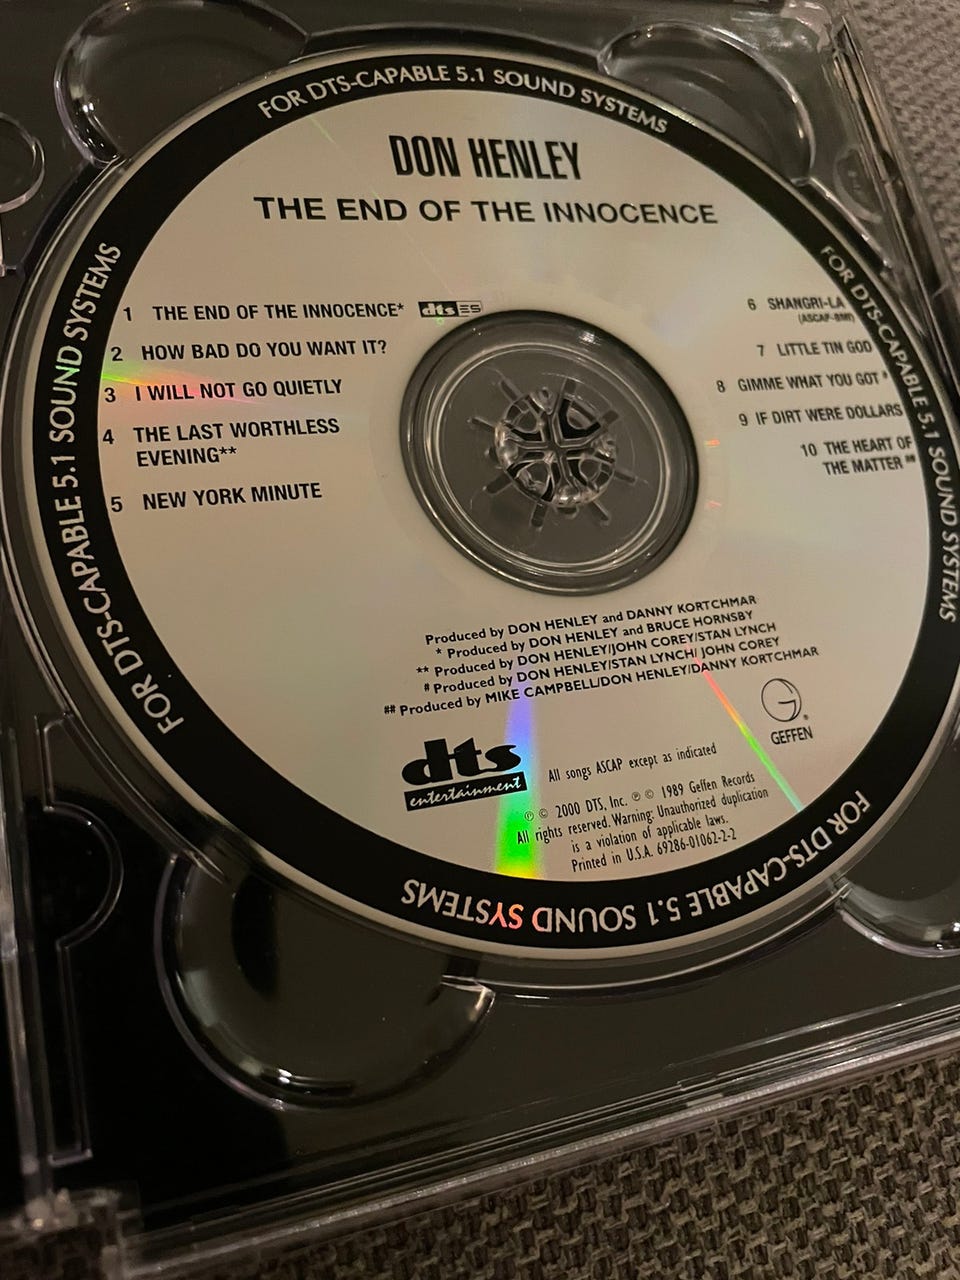 FOR DTS-CAPABLE 5.1 SOUND SYSTEMS
DON HENLEY
THE END OF THE INNOCENCE
1 THE END OF THE INNOCENCE* dts ES
2 HOW BAD DO YOU WANT IT?
3 I WILL NOT GO QUIETLY
4 THE LAST WORTHLESS
EVENING**
5 NEW YORK MINUTE
6 SHANGRI-LA
(ASCAP-BMI)
7 LITTLE TIN GOD
8 GIMME WHAT YOU GOT #
9 IF DIRT WERE DOLLARS
10 THE HEART OF
THE MATTER ##
FOR DTS-CAPABLE 5.1 SOUND SYSTEMS
FOR DTS-CAPABLE 5.1 SOUND SYSTEMS
Produced by DON HENLEY and DANNY KORTCHMAR
* Produced by DON HENLEY and BRUCE HORNSBY
** Produced by DON HENLEY/JOHN COREY/STAN LYNCH
# Produced by DON HENLEY/STAN LYNCH/ JOHN COREY
## Produced by MIKE CAMPBELL/DON HENLEY/DANNY KORTCHMAR
dts
entertainment
GEFFEN ®
All songs ASCAP except as indicated
℗ © 2000 DTS, Inc. ℗ © 1989 Geffen Records
All rights reserved. Warning: Unauthorized duplication
is a violation of applicable laws.
Printed in U.S.A. 69286-01062-2-2
FOR DTS-CAPABLE 5.1 SOUND SYSTEMS